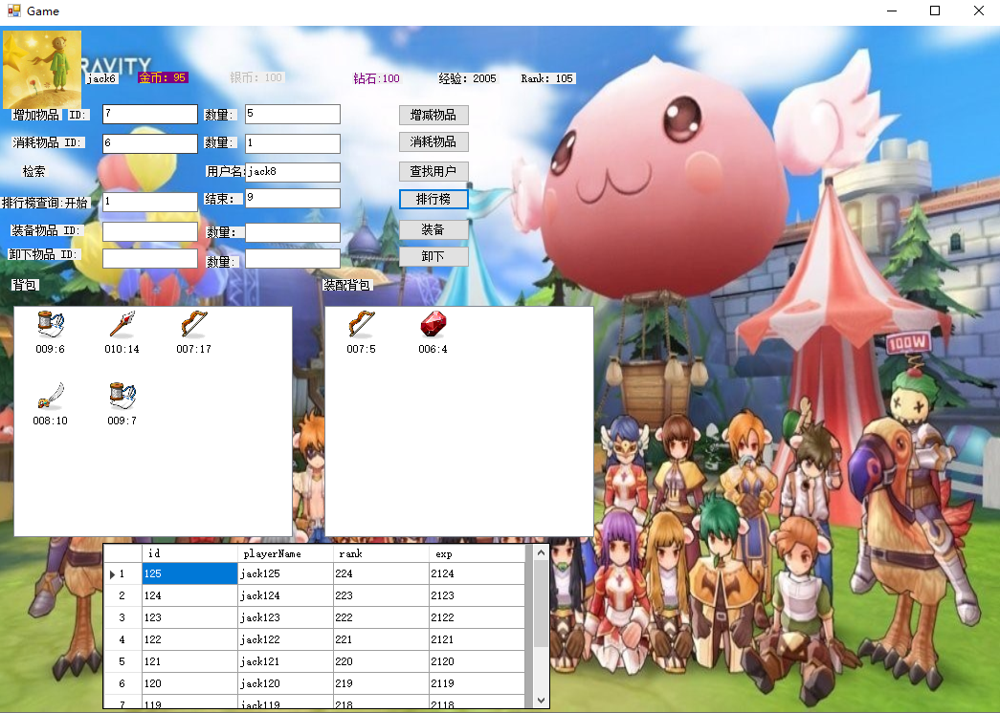 Game
RAVITY
jack6 金币: 95 银币: 100 钻石:100 经验: 2005 Rank: 105
增加物品 ID: 7 数量: 5 增减物品
消耗物品 ID: 6 数量: 1 消耗物品
检索 用户名: jack8 查找用户
排行榜查询:开始 1 结束: 9 排行榜
装备物品 ID: 数量: 装备
卸下物品 ID: 数量: 卸下
背包 装配背包
009:6 010:14 007:17 007:5 006:4
100W
008:10 009:7
id playerName rank exp
1 125 jack125 224 2124
2 124 jack124 223 2123
3 123 jack123 222 2122
4 122 jack122 221 2121
5 121 jack121 220 2120
6 120 jack120 219 2119
7 119 jack119 218 2118